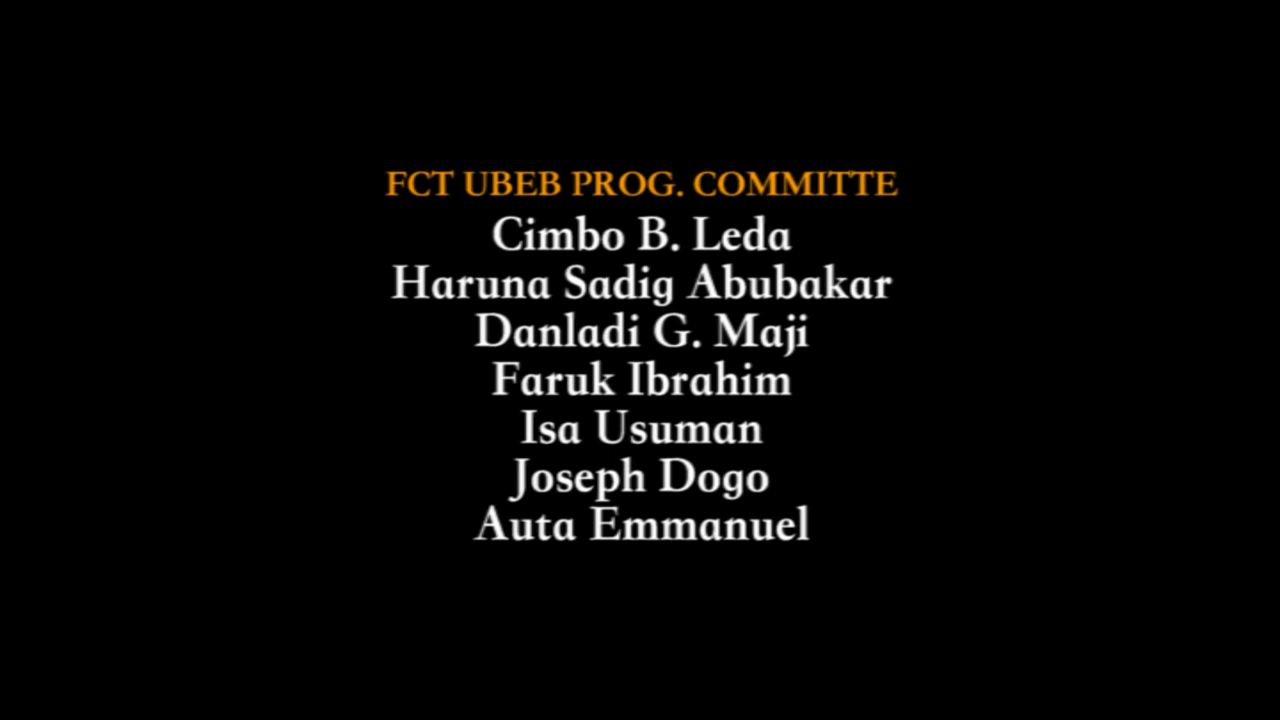 FCT UBEB PROG. COMMITTE
Cimbo B. Leda
Haruna Sadig Abubakar
Danladi G. Maji
Faruk Ibrahim
Isa Usuman
Joseph Dogo
Auta Emmanuel